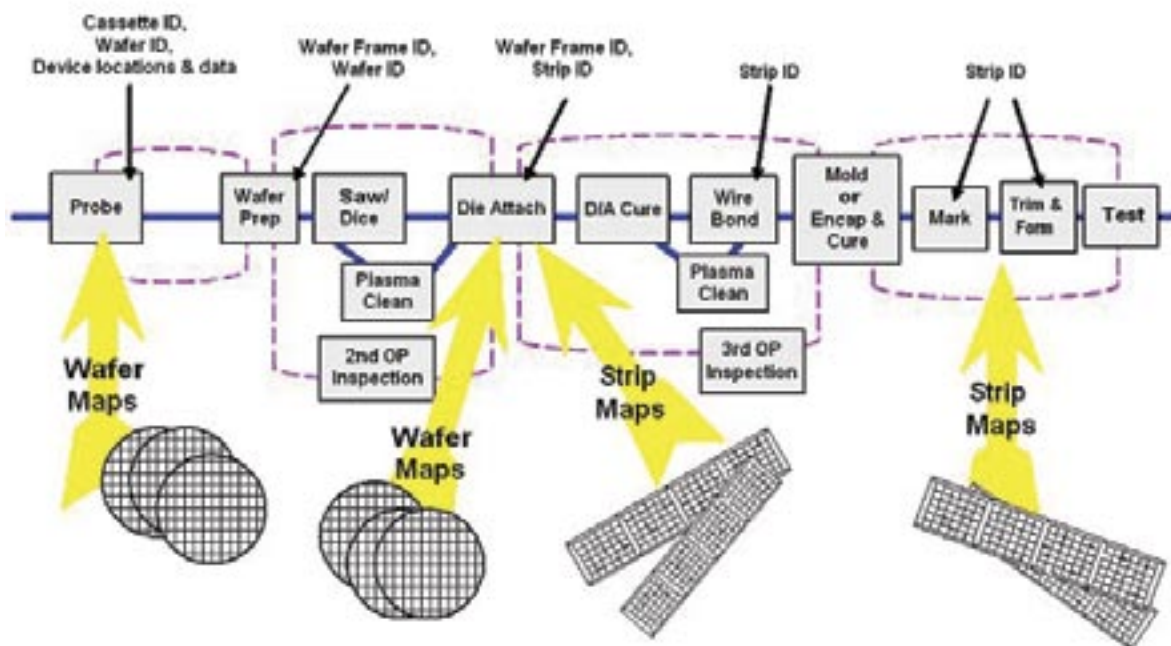 Cassette ID,
Wafer ID,
Device locations & data
Wafer Frame ID,
Wafer ID
Wafer Frame ID,
Strip ID
Strip ID
Strip ID
Probe
Wafer
Prep
Saw/
Dice
Die Attach
D/A Cure
Wire
Bond
Mold
or
Encap &
Cure
Mark
Trim &
Form
Test
Plasma
Clean
Plasma
Clean
2nd OP
Inspection
3rd OP
Inspection
Wafer
Maps
Wafer
Maps
Strip
Maps
Strip
Maps